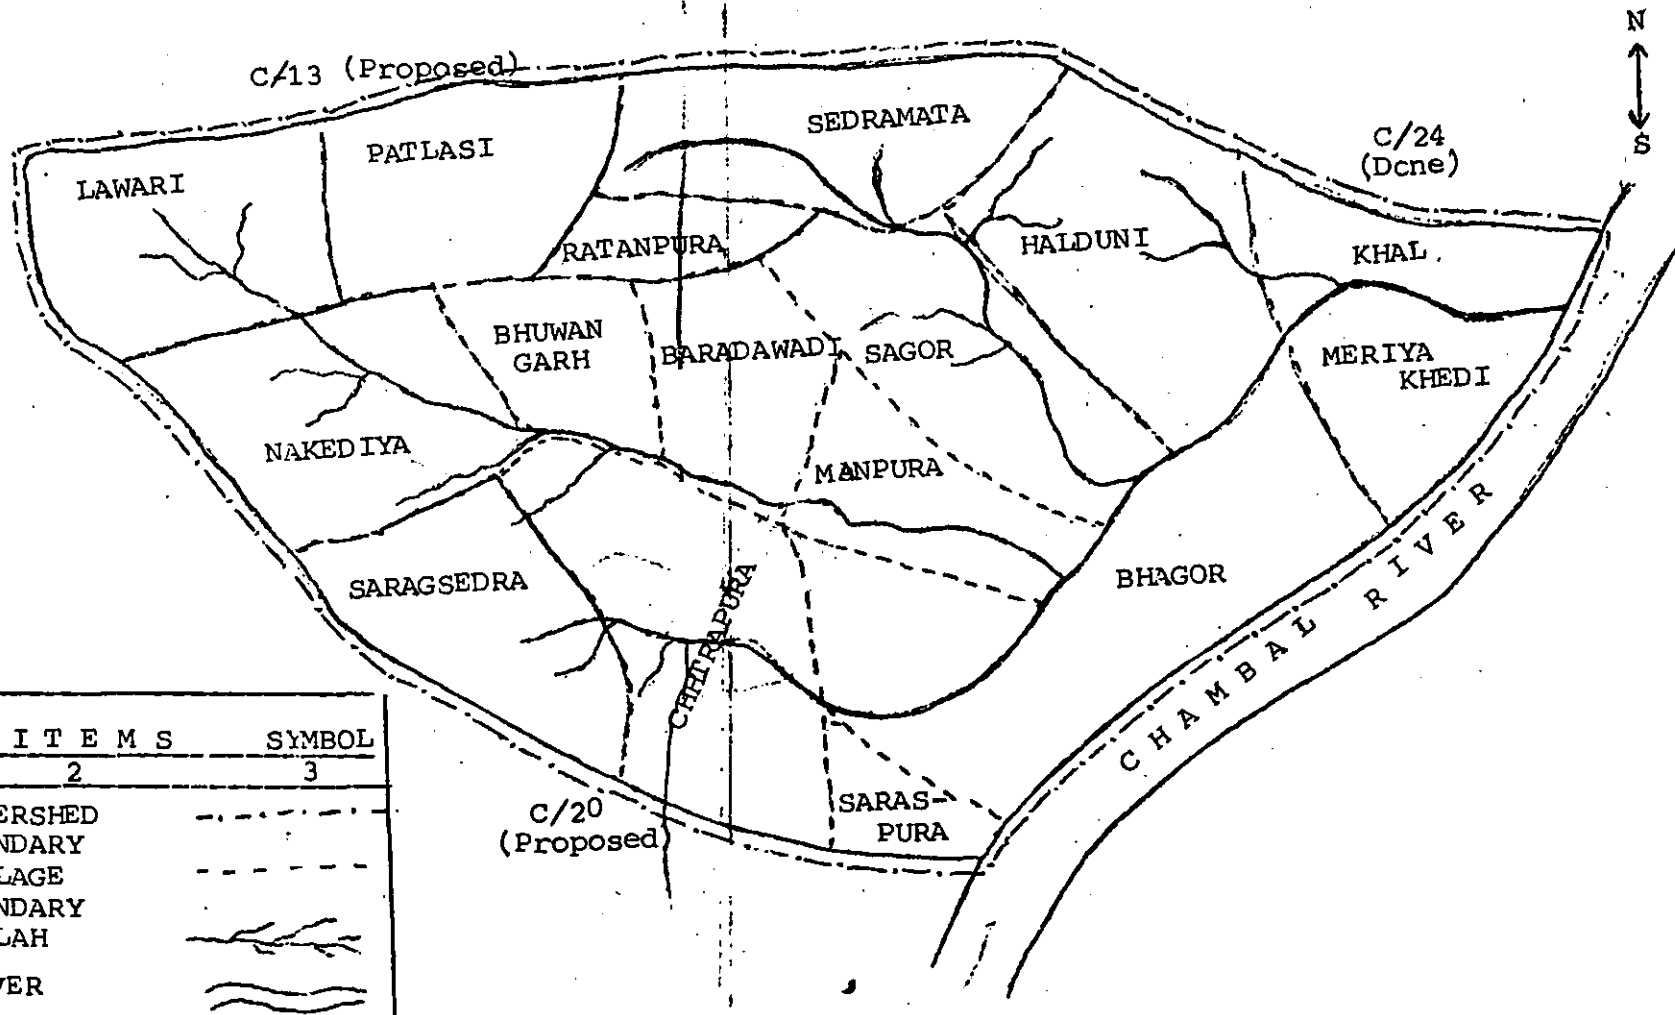 N
S
C/13 (Proposed)
C/24
(Dcne)
SEDRAMATA
PATLASI
LAWARI
RATANPURA
HALDUNI
KHAL
BHUWAN
GARH
BARADAWADI
SAGOR
MERIYA
KHEDI
NAKEDIYA
MANPURA
SARAGSEDRA
BHAGOR
CHHTRAPURA
CHAMBAL RIVER
SARAS-
PURA
C/20
(Proposed
ITEMS SYMBOL
2 3
ERSHED
NDARY
LAGE
NDARY
LAH
VER